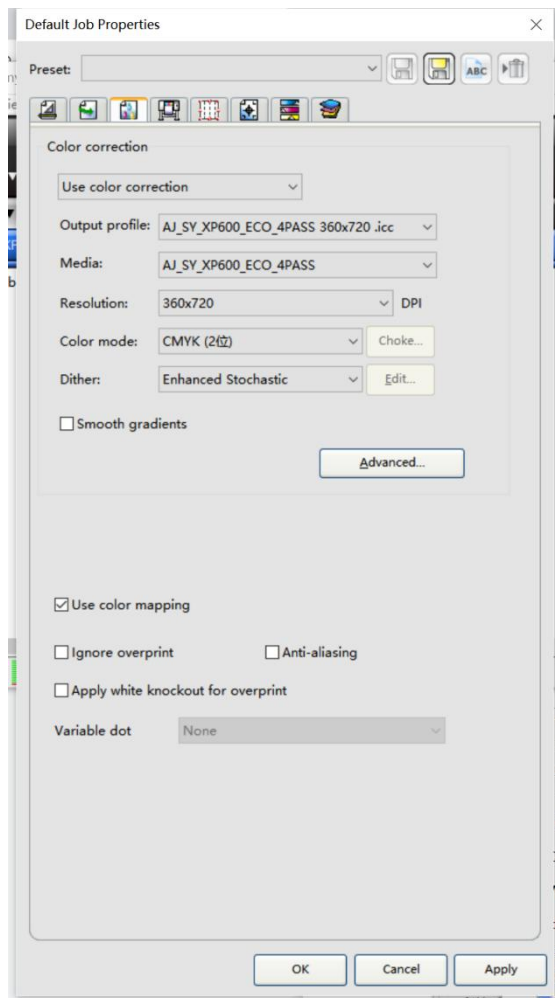 Default Job Properties
Preset:
ABC
Color correction
Use color correction
Output profile: AJ_SY_XP600_ECO_4PASS 360x720 .icc
Media: AJ_SY_XP600_ECO_4PASS
Resolution: 360x720 DPI
Color mode: CMYK (2位) Choke...
Dither: Enhanced Stochastic Edit...
Smooth gradients
Advanced...
Use color mapping
Ignore overprint Anti-aliasing
Apply white knockout for overprint
Variable dot None
OK Cancel Apply